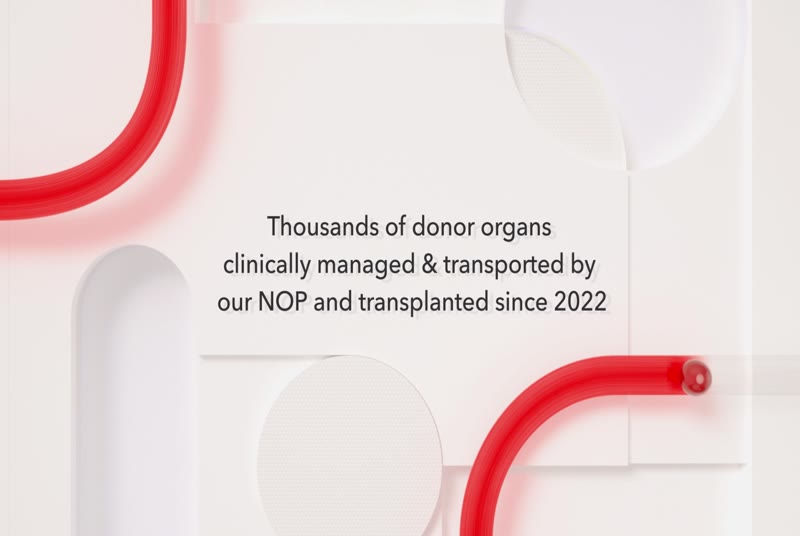 Thousands of donor organs
clinically managed & transported by
our NOP and transplanted since 2022